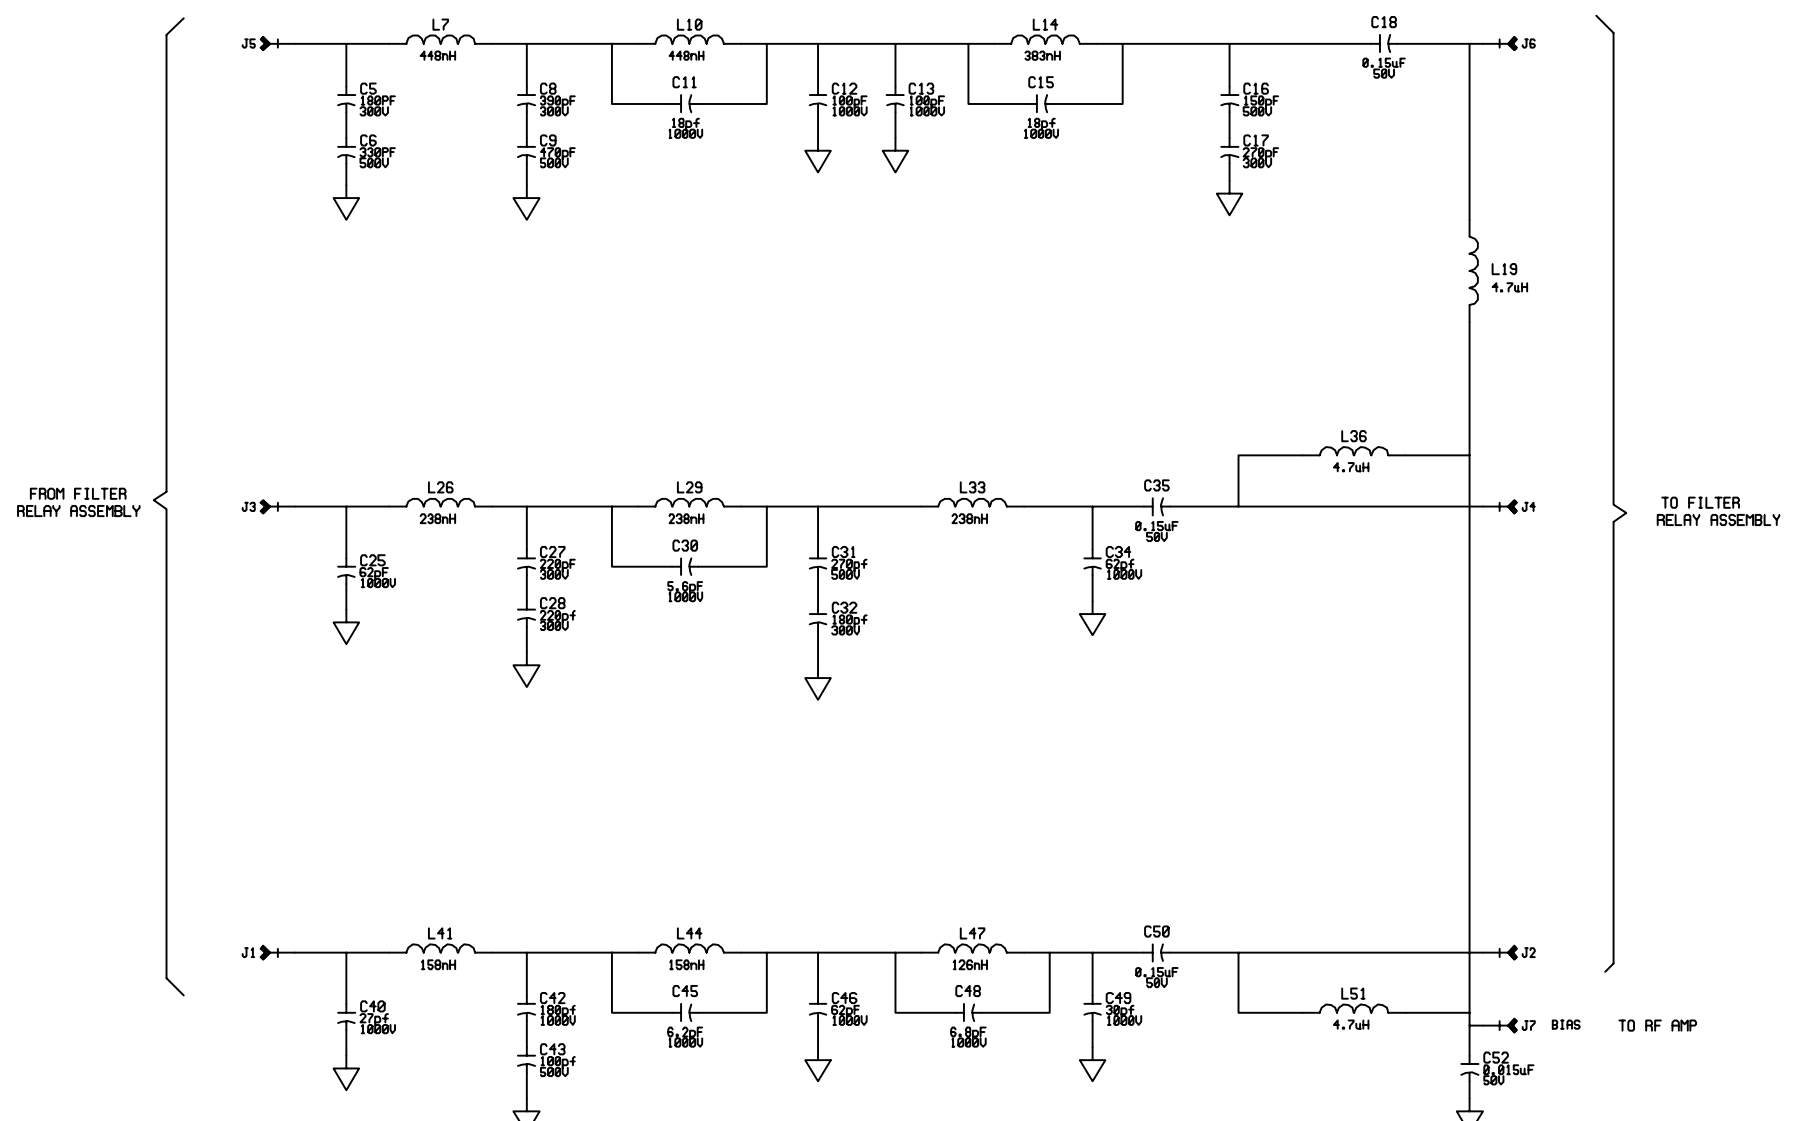 L7
L10
L14
C18
J5
J6
448nH
448nH
383nH
0.15uF
50V
C5
180PF
300V
C8
390pF
300V
C11
18pf
1000V
C12
100pF
1000V
C13
100pF
1000V
C15
18pf
1000V
C16
150pF
500V
C6
330PF
500V
C9
470pF
500V
C17
270pF
300V
L19
4.7uH
L36
4.7uH
FROM FILTER
RELAY ASSEMBLY
J3
L26
238nH
L29
238nH
L33
238nH
C35
0.15uF
50V
J4
TO FILTER
RELAY ASSEMBLY
C25
62pF
1000V
C27
220pF
300V
C30
5.6pF
1000V
C31
270pf
500V
C34
62pf
1000V
C28
220pf
300V
C32
180pf
300V
J1
L41
158nH
L44
158nH
L47
126nH
C50
0.15uF
50V
J2
C40
27pf
1000V
C42
180pf
1000V
C45
6.2pF
1000V
C46
62pF
1000V
C48
6.8pF
1000V
C49
30pf
1000V
L51
4.7uH
J7 BIAS TO RF AMP
C43
100pf
500V
C52
0.015uF
50V